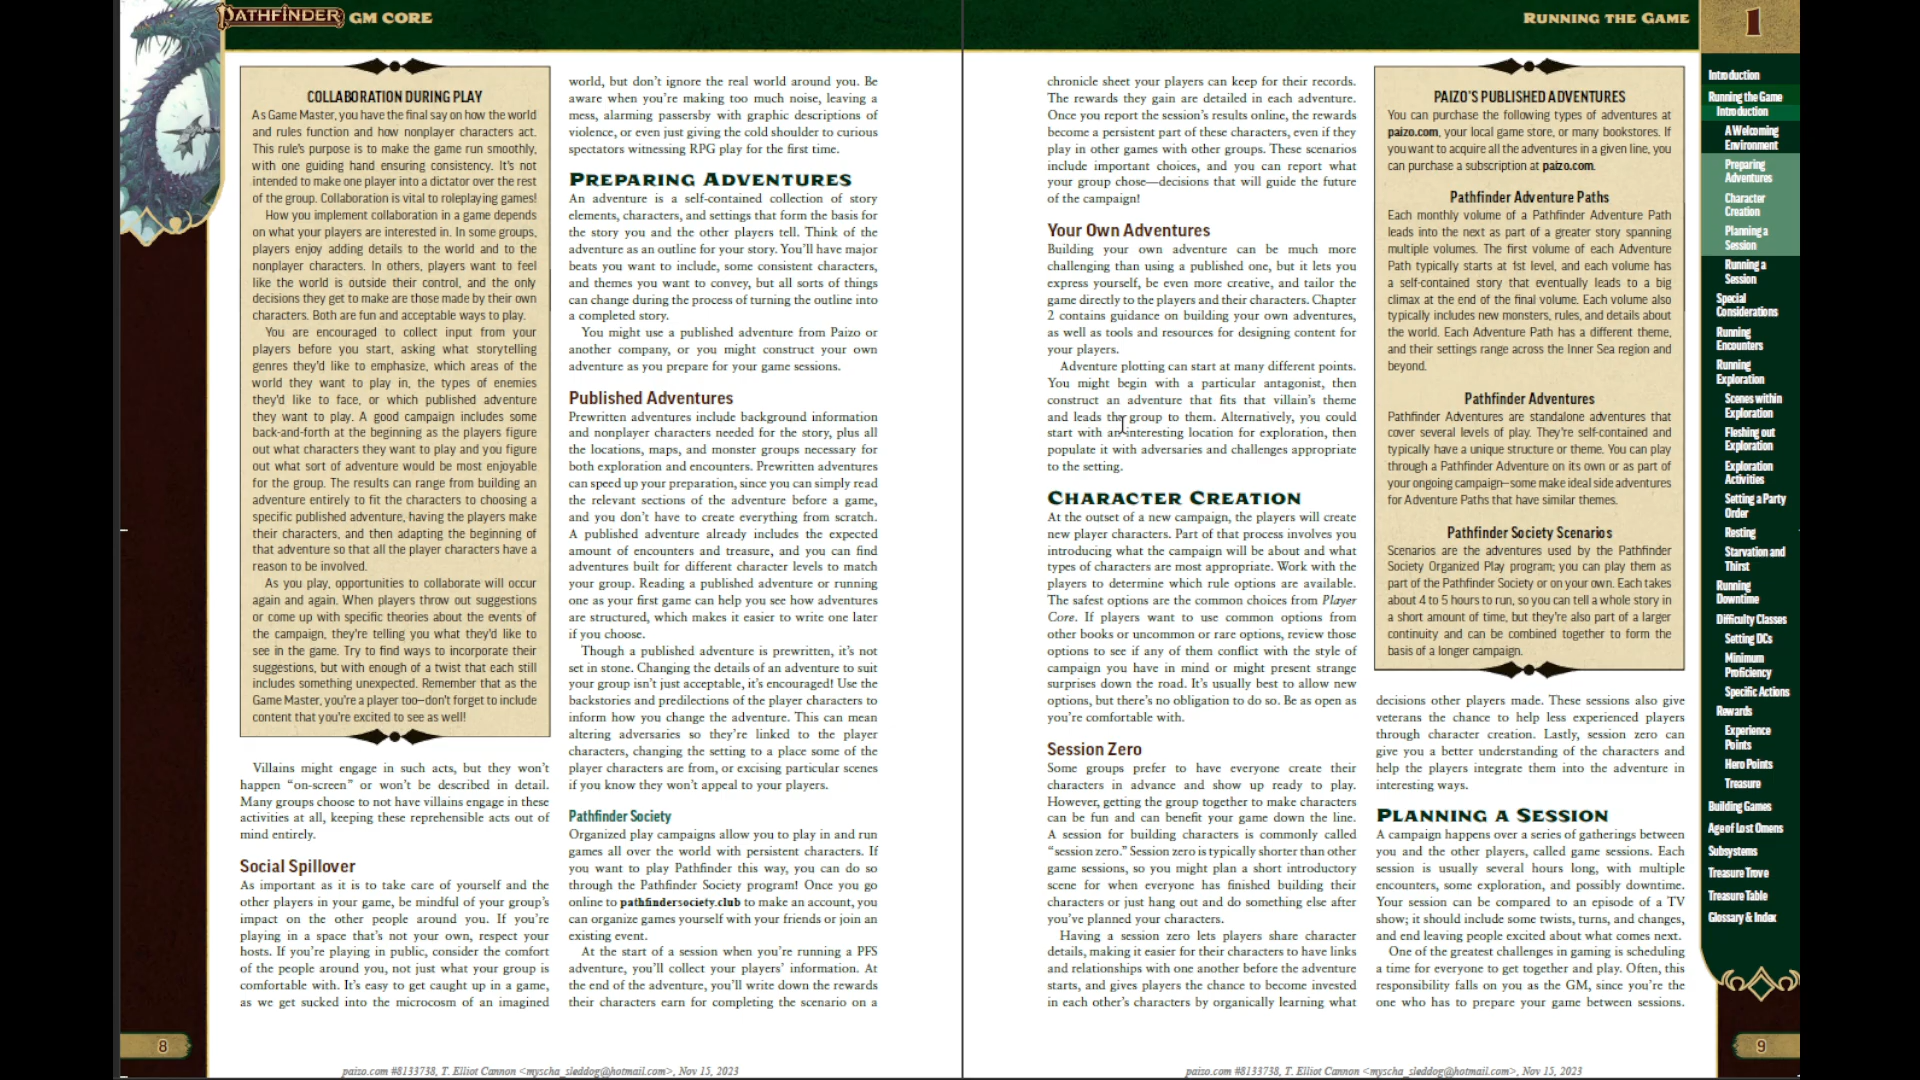 PATHFINDER GM CORE
COLLABORATION DURING PLAY
As Game Master, you have the final say on how the world
and rules function and how nonplayer characters act.
This rule's purpose is to make the game run smoothly,
with one guiding hand ensuring consistency. It's not
intended to make one player into a dictator over the rest
of the group. Collaboration is vital to roleplaying games!
How you implement collaboration in a game depends
on what your players are interested in. In some groups,
players enjoy adding details to the world and to the
nonplayer characters. In others, players want to feel
like the world is outside their control, and the only
decisions they get to make are those made by their own
characters. Both are fun and acceptable ways to play.
You are encouraged to collect input from your
players before you start, asking what storytelling
genres they'd like to emphasize, which areas of the
world they want to play in, the types of enemies
they'd like to face, or which published adventure
they want to play. A good campaign includes some
back-and-forth at the beginning as the players figure
out what characters they want to play and you figure
out what sort of adventure would be most enjoyable
for the group. The results can range from building an
adventure entirely to fit the characters to choosing a
specific published adventure, having the players make
their characters, and then adapting the beginning of
that adventure so that all the player characters have a
reason to be involved.
As you play, opportunities to collaborate will occur
again and again. When players throw out suggestions
or come up with specific theories about the events of
the campaign, they're telling you what they'd like to
see in the game. Try to find ways to incorporate their
suggestions, but with enough of a twist that each still
includes something unexpected. Remember that as the
Game Master, you're a player too—don't forget to include
content that you're excited to see as well!
Villains might engage in such acts, but they won't
happen “on-screen” or won't be described in detail.
Many groups choose to not have villains engage in these
activities at all, keeping these reprehensible acts out of
mind entirely.
Social Spillover
As important as it is to take care of yourself and the
other players in your game, be mindful of your group's
impact on the other people around you. If you're
playing in a space that's not your own, respect your
hosts. If you're playing in public, consider the comfort
of the people around you, not just what your group is
comfortable with. It's easy to get caught up in a game,
as we get sucked into the microcosm of an imagined
world, but don't ignore the real world around you. Be
aware when you're making too much noise, leaving a
mess, alarming passersby with graphic descriptions of
violence, or even just giving the cold shoulder to curious
spectators witnessing RPG play for the first time.
PREPARING ADVENTURES
An adventure is a self-contained collection of story
elements, characters, and settings that form the basis for
the story you and the other players tell. Think of the
adventure as an outline for your story. You'll have major
beats you want to include, some consistent characters,
and themes you want to convey, but all sorts of things
can change during the process of turning the outline into
a completed story.
You might use a published adventure from Paizo or
another company, or you might construct your own
adventure as you prepare for your game sessions.
Published Adventures
Prewritten adventures include background information
and nonplayer characters needed for the story, plus all
the locations, maps, and monster groups necessary for
both exploration and encounters. Prewritten adventures
can speed up your preparation, since you can simply read
the relevant sections of the adventure before a game,
and you don't have to create everything from scratch.
A published adventure already includes the expected
amount of encounters and treasure, and you can find
adventures built for different character levels to match
your group. Reading a published adventure or running
one as your first game can help you see how adventures
are structured, which makes it easier to write one later
if you choose.
Though a published adventure is prewritten, it's not
set in stone. Changing the details of an adventure to suit
your group isn't just acceptable, it's encouraged! Use the
backstories and predilections of the player characters to
inform how you change the adventure. This can mean
altering adversaries so they're linked to the player
characters, changing the setting to a place some of the
player characters are from, or excising particular scenes
if you know they won't appeal to your players.
Pathfinder Society
Organized play campaigns allow you to play in and run
games all over the world with persistent characters. If
you want to play Pathfinder this way, you can do so
through the Pathfinder Society program! Once you go
online to pathfindersociety.club to make an account, you
can organize games yourself with your friends or join an
existing event.
At the start of a session when you're running a PFS
adventure, you'll collect your players' information. At
the end of the adventure, you'll write down the rewards
their characters earn for completing the scenario on a
8
paizo.com #8133738, T. Elliot Cannon <myscha_sleddog@hotmail.com>, Nov 15, 2023
RUNNING THE GAME
1
chronicle sheet your players can keep for their records.
The rewards they gain are detailed in each adventure.
Once you report the session's results online, the rewards
become a persistent part of these characters, even if they
play in other games with other groups. These scenarios
include important choices, and you can report what
your group chose—decisions that will guide the future
of the campaign!
Your Own Adventures
Building your own adventure can be much more
challenging than using a published one, but it lets you
express yourself, be even more creative, and tailor the
game directly to the players and their characters. Chapter
2 contains guidance on building your own adventures,
as well as tools and resources for designing content for
your players.
Adventure plotting can start at many different points.
You might begin with a particular antagonist, then
construct an adventure that fits that villain's theme
and leads the group to them. Alternatively, you could
start with an interesting location for exploration, then
populate it with adversaries and challenges appropriate
to the setting.
CHARACTER CREATION
At the outset of a new campaign, the players will create
new player characters. Part of that process involves you
introducing what the campaign will be about and what
types of characters are most appropriate. Work with the
players to determine which rule options are available.
The safest options are the common choices from Player
Core. If players want to use common options from
other books or uncommon or rare options, review those
options to see if any of them conflict with the style of
campaign you have in mind or might present strange
surprises down the road. It's usually best to allow new
options, but there's no obligation to do so. Be as open as
you're comfortable with.
Session Zero
Some groups prefer to have everyone create their
characters in advance and show up ready to play.
However, getting the group together to make characters
can be fun and can benefit your game down the line.
A session for building characters is commonly called
“session zero.” Session zero is typically shorter than other
game sessions, so you might plan a short introductory
scene for when everyone has finished building their
characters or just hang out and do something else after
you've planned your characters.
Having a session zero lets players share character
details, making it easier for their characters to have links
and relationships with one another before the adventure
starts, and gives players the chance to become invested
in each other's characters by organically learning what
PAIZO'S PUBLISHED ADVENTURES
You can purchase the following types of adventures at
paizo.com, your local game store, or many bookstores. If
you want to acquire all the adventures in a given line, you
can purchase a subscription at paizo.com.
Pathfinder Adventure Paths
Each monthly volume of a Pathfinder Adventure Path
leads into the next as part of a greater story spanning
multiple volumes. The first volume of each Adventure
Path typically starts at 1st level, and each volume has
a self-contained story that eventually leads to a big
climax at the end of the final volume. Each volume also
typically includes new monsters, rules, and details about
the world. Each Adventure Path has a different theme,
and their settings range across the Inner Sea region and
beyond.
Pathfinder Adventures
Pathfinder Adventures are standalone adventures that
cover several levels of play. They're self-contained and
typically have a unique structure or theme. You can play
through a Pathfinder Adventure on its own or as part of
your ongoing campaign—some make ideal side adventures
for Adventure Paths that have similar themes.
Pathfinder Society Scenarios
Scenarios are the adventures used by the Pathfinder
Society Organized Play program; you can play them as
part of the Pathfinder Society or on your own. Each takes
about 4 to 5 hours to run, so you can tell a whole story in
a short amount of time, but they're also part of a larger
continuity and can be combined together to form the
basis of a longer campaign.
decisions other players made. These sessions also give
veterans the chance to help less experienced players
through character creation. Lastly, session zero can
give you a better understanding of the characters and
help the players integrate them into the adventure in
interesting ways.
PLANNING A SESSION
A campaign happens over a series of gatherings between
you and the other players, called game sessions. Each
session is usually several hours long, with multiple
encounters, some exploration, and possibly downtime.
Your session can be compared to an episode of a TV
show; it should include some twists, turns, and changes,
and end leaving people excited about what comes next.
One of the greatest challenges in gaming is scheduling
a time for everyone to get together and play. Often, this
responsibility falls on you as the GM, since you're the
one who has to prepare your game between sessions.
Introduction
Running the Game
Introduction
A Welcoming
Environment
Preparing
Adventures
Character
Creation
Planning a
Session
Running a
Session
Special
Considerations
Running
Encounters
Running
Exploration
Scenes within
Exploration
Fleshing out
Exploration
Exploration
Activities
Setting a Party
Order
Resting
Starvation and
Thirst
Running
Downtime
Difficulty Classes
Setting DCs
Minimum
Proficiency
Specific Actions
Rewards
Experience
Points
Hero Points
Treasure
Building Games
Age of Lost Omens
Subsystems
Treasure Trove
Treasure Table
Glossary & Index
9
paizo.com #8133738, T. Elliot Cannon <myscha_sleddog@hotmail.com>, Nov 15, 2023